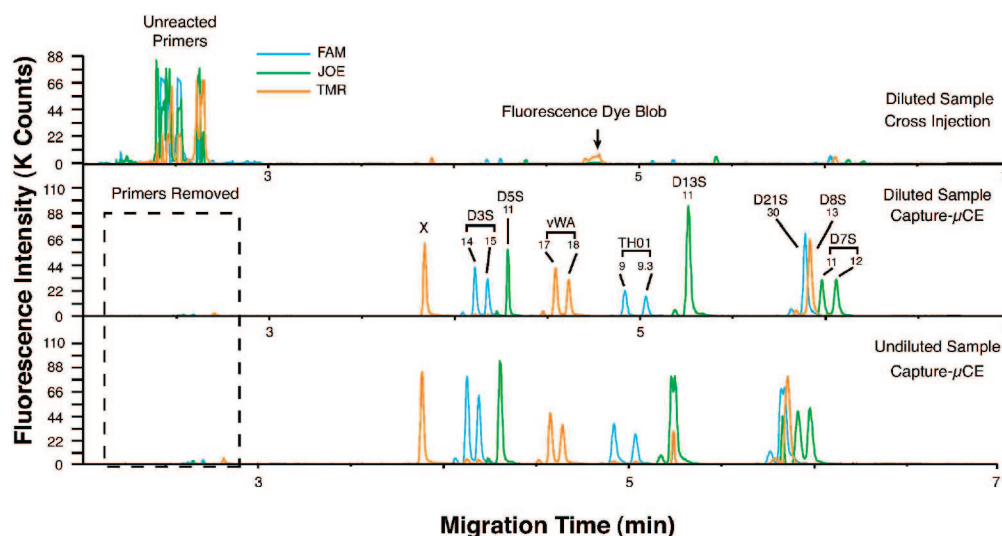 Unreacted
Primers
FAM
JOE
TMR
Fluorescence Dye Blob
Diluted Sample
Cross Injection
88
66
44
22
0
3
5
Primers Removed
X
D3S
14 15
D5S
11
vWA
17 18
TH01
9 9.3
D13S
11
D21S
30
D8S
13
D7S
11 12
Diluted Sample
Capture-µCE
110
88
66
44
22
0
3
5
Undiluted Sample
Capture-µCE
110
88
66
44
22
0
3
5
7
Fluorescence Intensity (K Counts)
Migration Time (min)